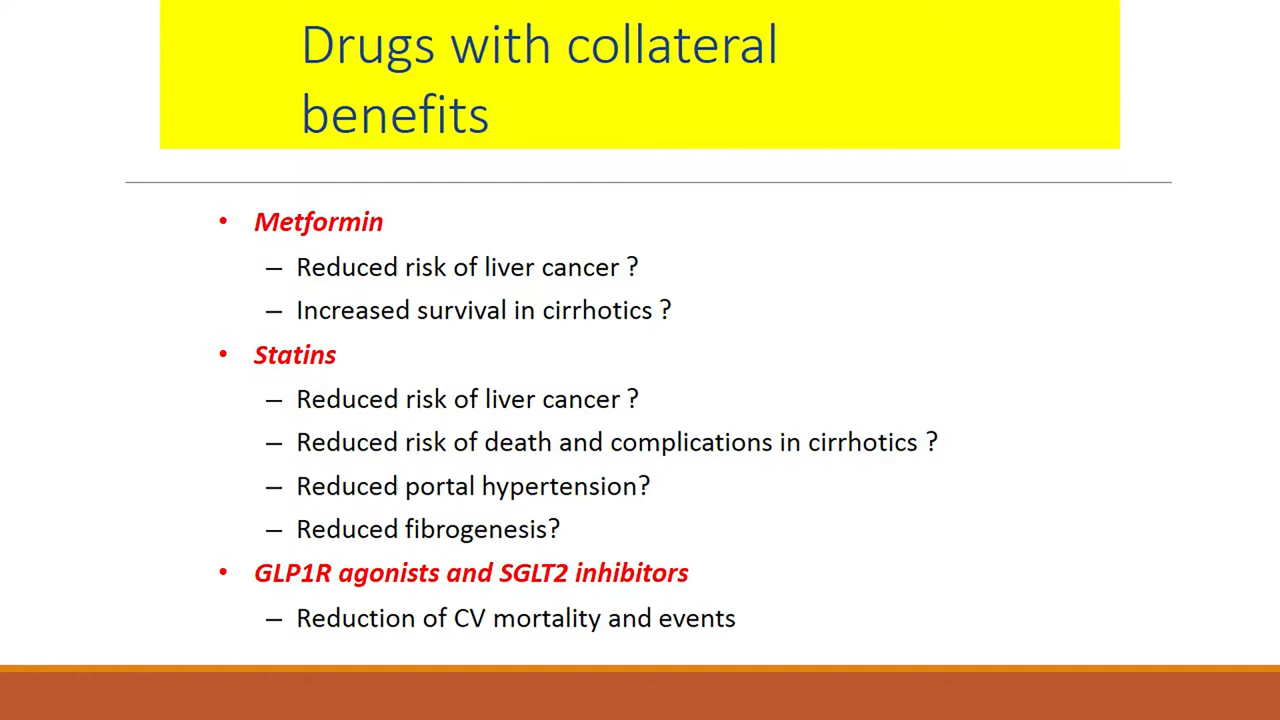 Drugs with collateral
benefits
• Metformin
– Reduced risk of liver cancer ?
– Increased survival in cirrhotics ?
• Statins
– Reduced risk of liver cancer ?
– Reduced risk of death and complications in cirrhotics ?
– Reduced portal hypertension?
– Reduced fibrogenesis?
• GLP1R agonists and SGLT2 inhibitors
– Reduction of CV mortality and events